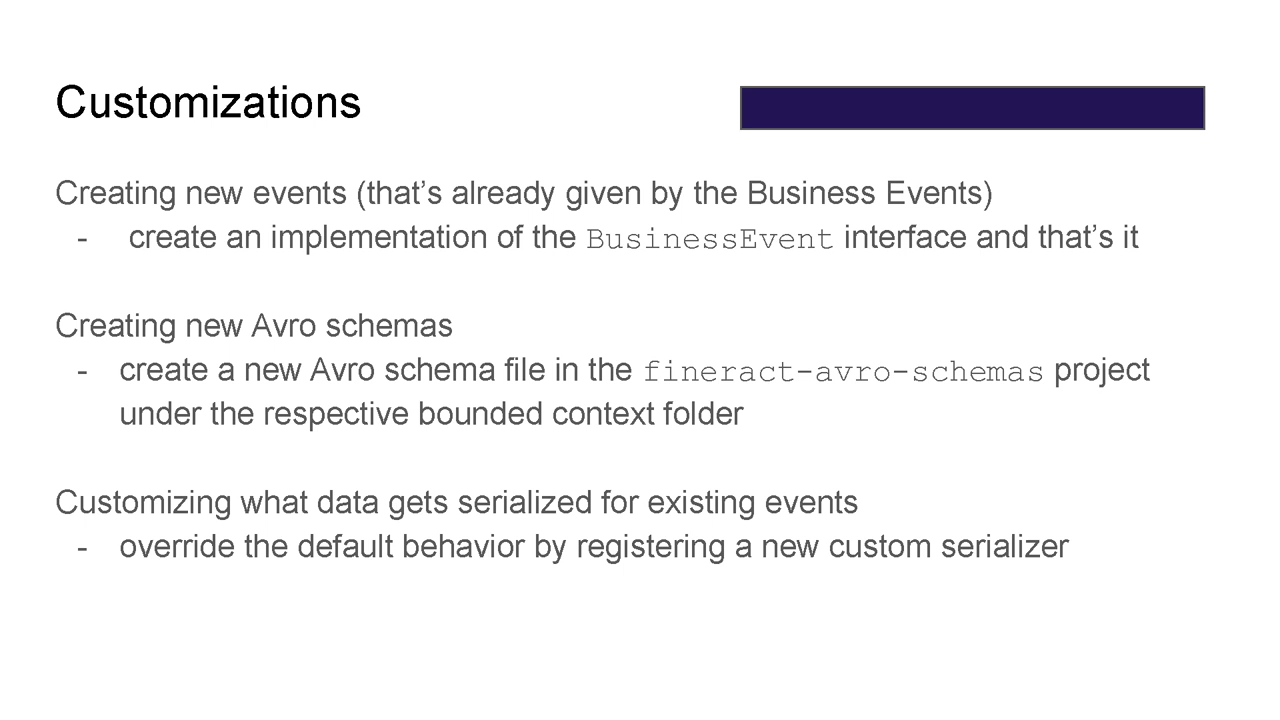 Customizations
Creating new events (that’s already given by the Business Events)
- create an implementation of the BusinessEvent interface and that’s it
Creating new Avro schemas
- create a new Avro schema file in the fineract-avro-schemas project
under the respective bounded context folder
Customizing what data gets serialized for existing events
- override the default behavior by registering a new custom serializer